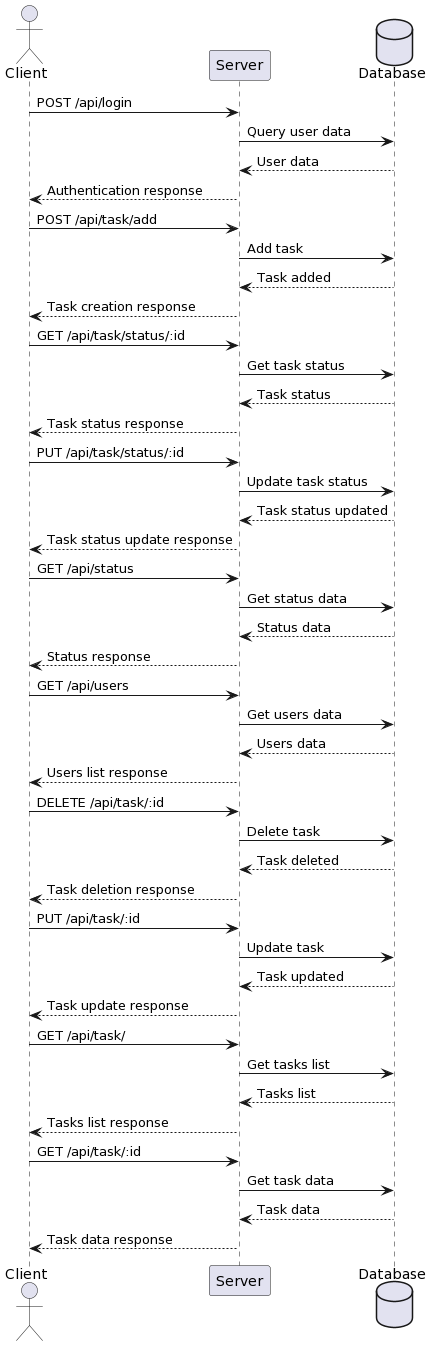 Client
Server
Database
POST /api/login
Query user data
User data
Authentication response
POST /api/task/add
Add task
Task added
Task creation response
GET /api/task/status/:id
Get task status
Task status
Task status response
PUT /api/task/status/:id
Update task status
Task status updated
Task status update response
GET /api/status
Get status data
Status data
Status response
GET /api/users
Get users data
Users data
Users list response
DELETE /api/task/:id
Delete task
Task deleted
Task deletion response
PUT /api/task/:id
Update task
Task updated
Task update response
GET /api/task/
Get tasks list
Tasks list
Tasks list response
GET /api/task/:id
Get task data
Task data
Task data response
Client
Server
Database